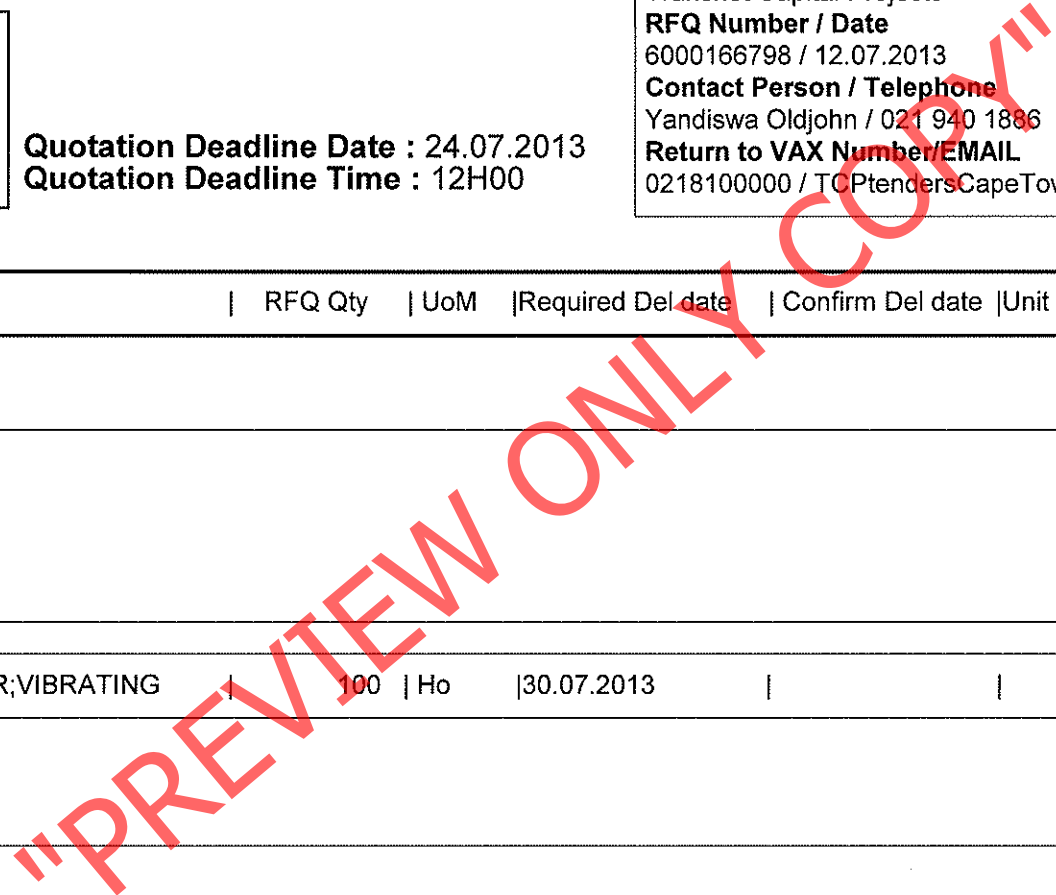 RFQ Number / Date
6000166798 / 12.07.2013
Contact Person / Telephone
Yandiswa Oldjohn / 021 940 1886
Quotation Deadline Date : 24.07.2013
Return to VAX Number/EMAIL
Quotation Deadline Time : 12H00
0218100000 / TCPtendersCapeTov
| RFQ Qty | UoM |Required Del date | Confirm Del date |Unit
R;VIBRATING | 100 | Ho |30.07.2013 | |
"PREVIEW ONLY COPY"